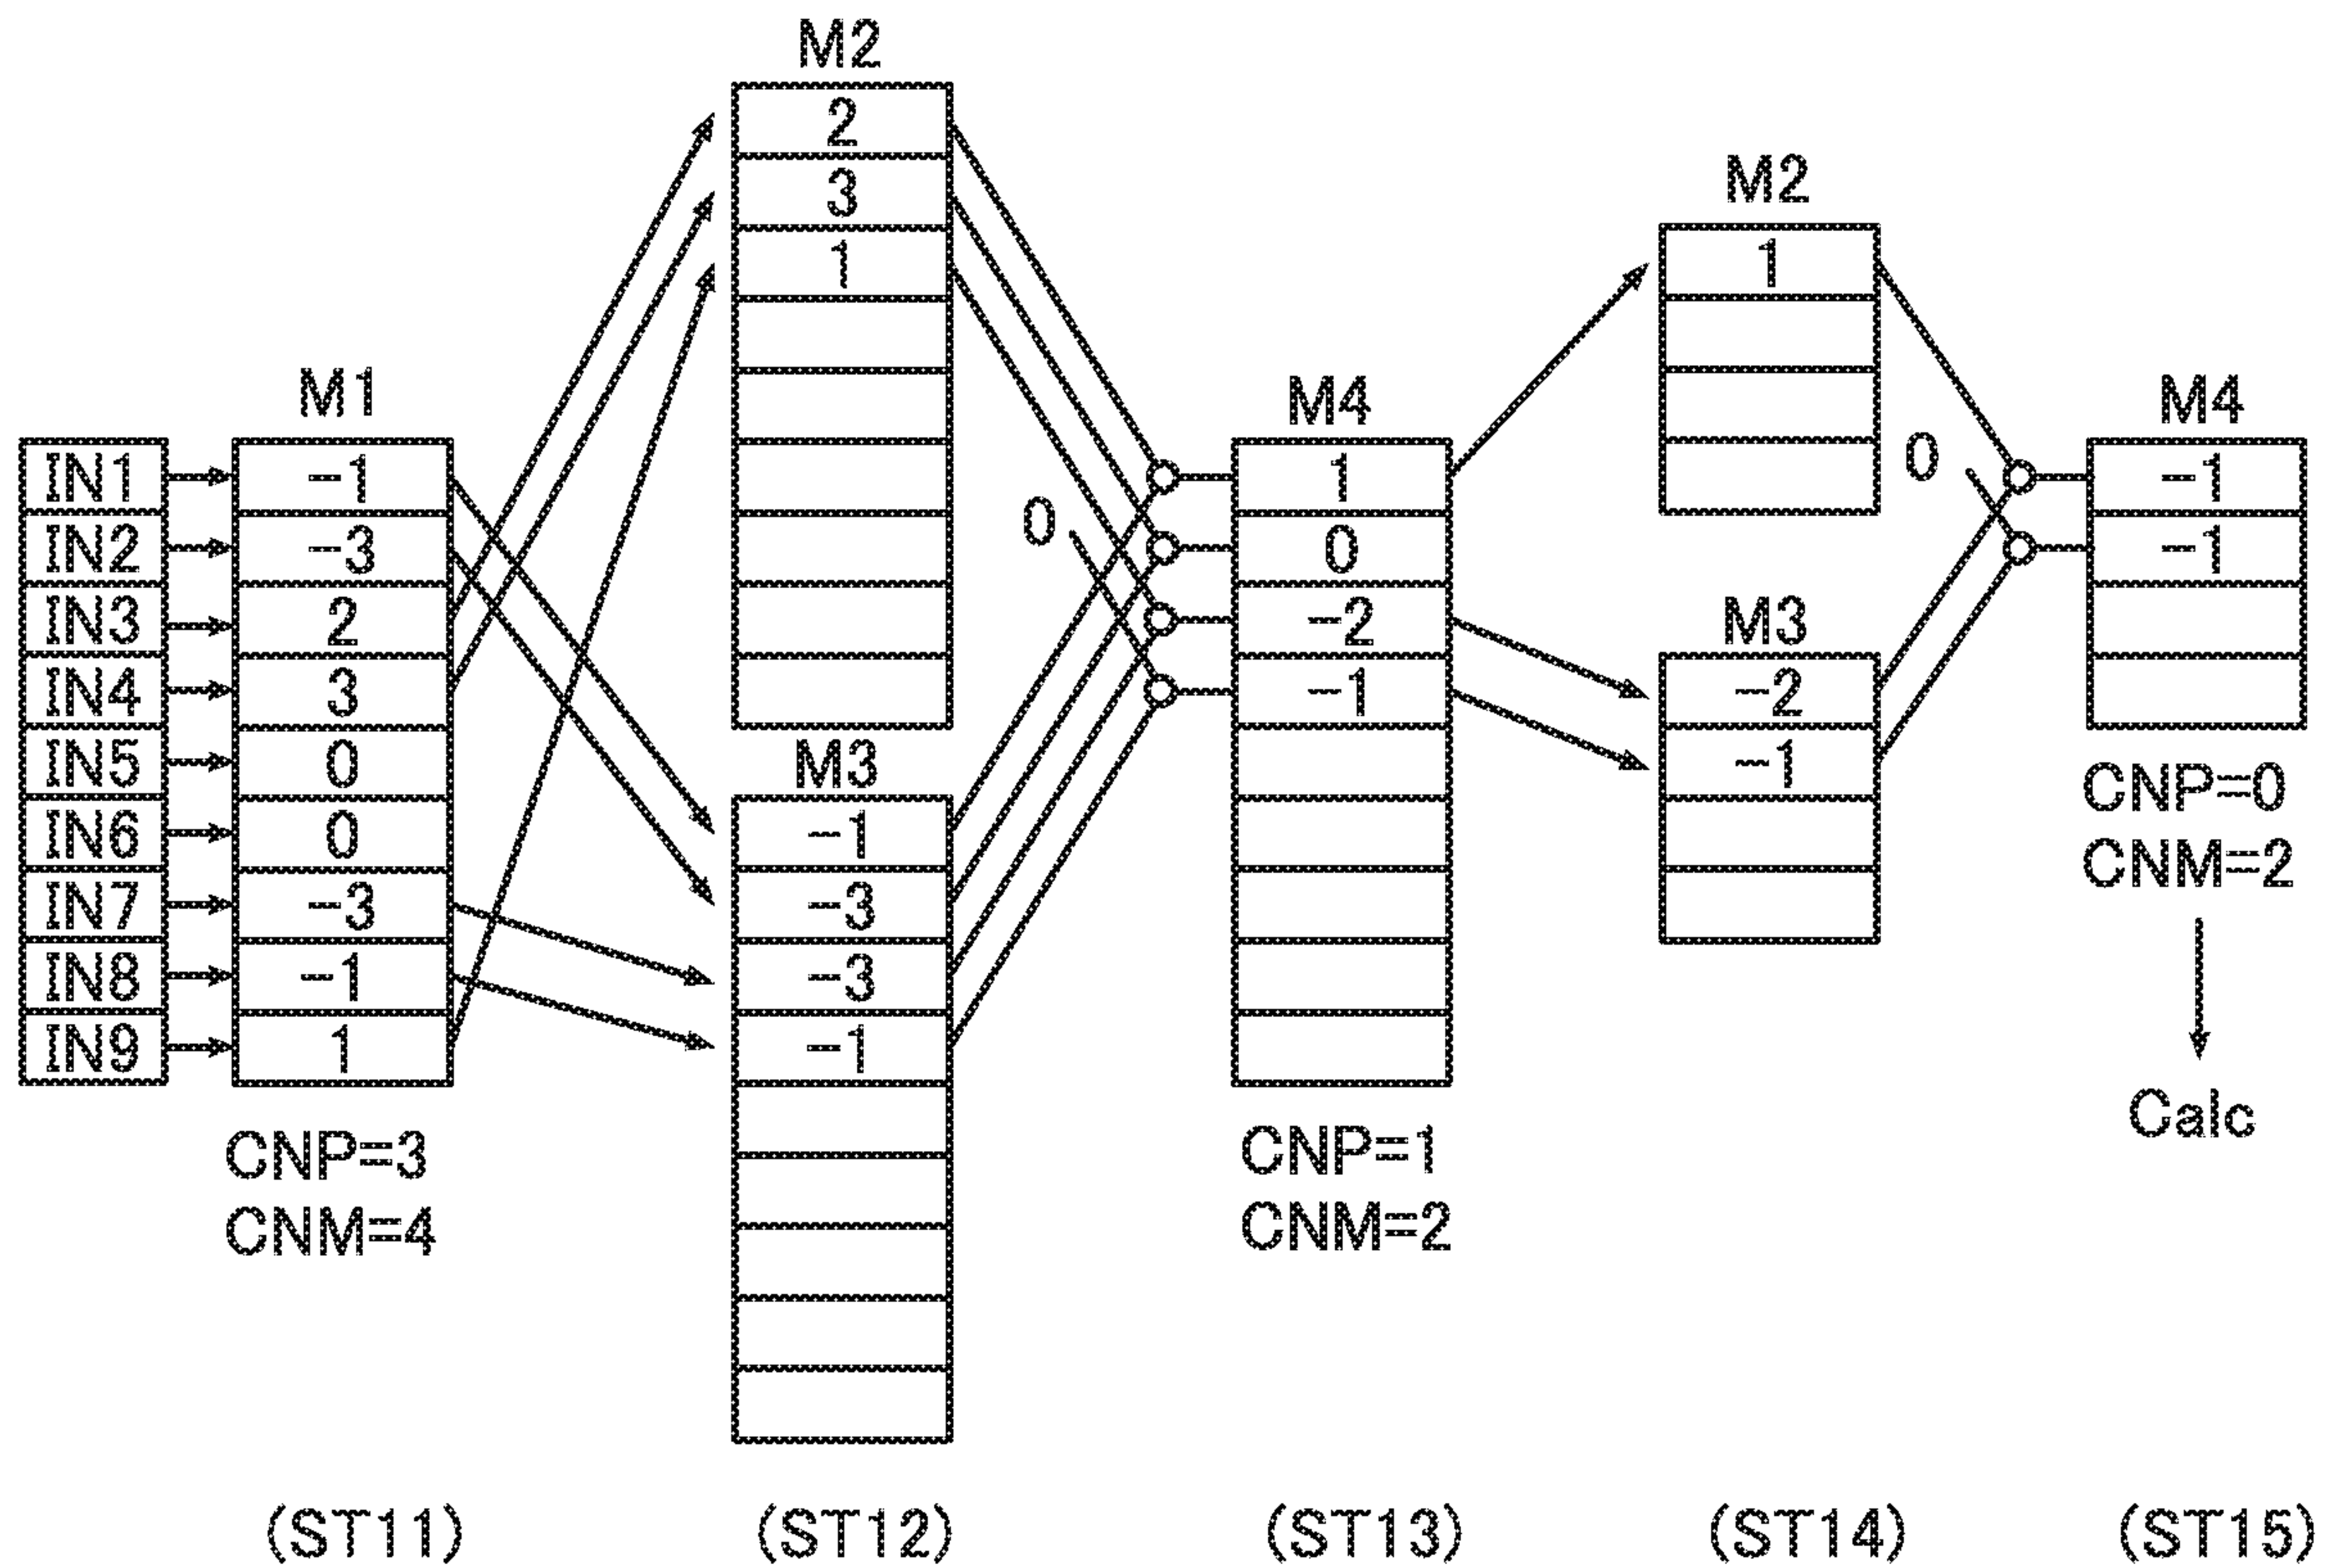 M2
2
3
1
M1
IN1 -1
IN2 -3
IN3 2
IN4 3
IN5 0
IN6 0
IN7 -3
IN8 -1
IN9 1
CNP=3
CNM=4
M3
-1
-3
-3
-1
0
M4
1
0
-2
-1
CNP=1
CNM=2
M2
1
M3
-2
-1
0
M4
-1
-1
CNP=0
CNM=2
Calc
(ST11) (ST12) (ST13) (ST14) (ST15)